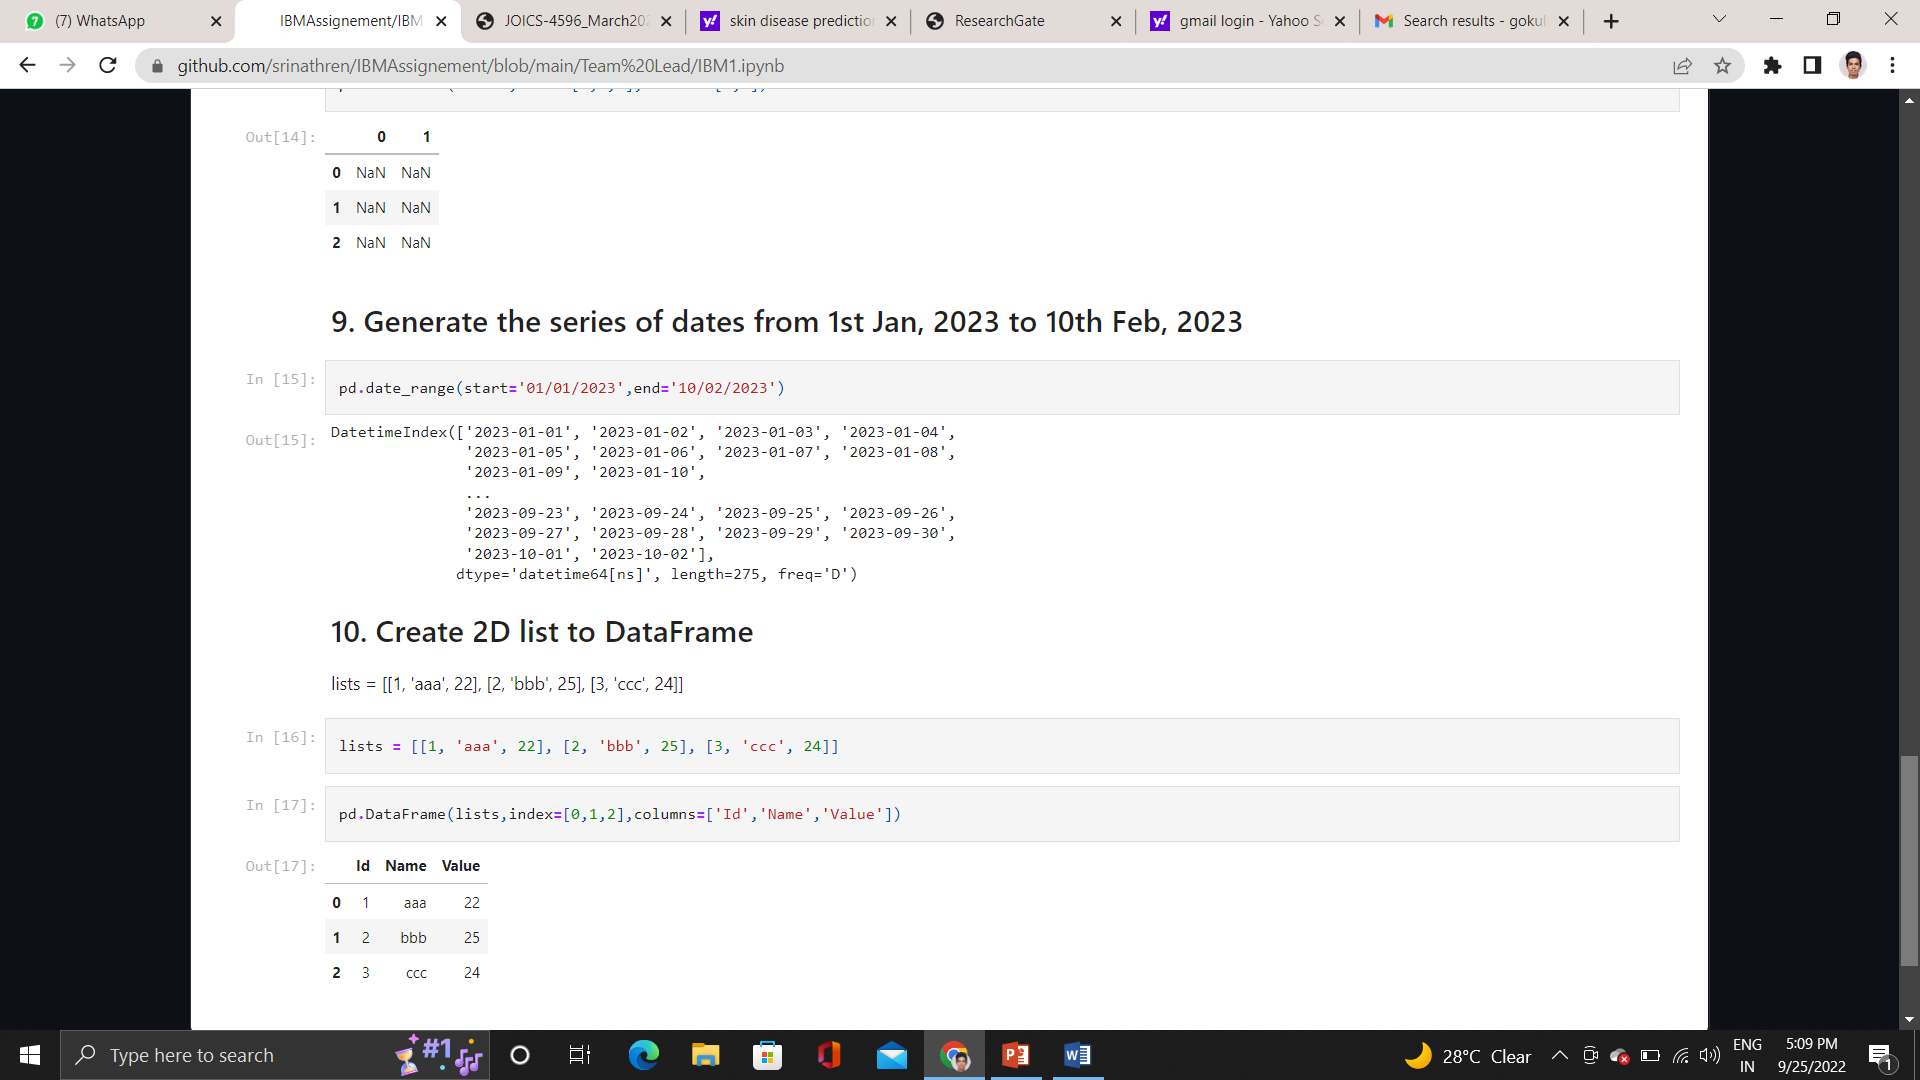 (7) WhatsApp
IBMAssignement/IBM
JOICS-4596_March202
skin disease prediction
ResearchGate
gmail login - Yahoo Se
Search results - gokul
github.com/srinathren/IBMAssignement/blob/main/Team%20Lead/IBM1.ipynb
Out[14]:
0 1
0 NaN NaN
1 NaN NaN
2 NaN NaN
9. Generate the series of dates from 1st Jan, 2023 to 10th Feb, 2023
In [15]:
pd.date_range(start='01/01/2023',end='10/02/2023')
Out[15]:
DatetimeIndex(['2023-01-01', '2023-01-02', '2023-01-03', '2023-01-04',
'2023-01-05', '2023-01-06', '2023-01-07', '2023-01-08',
'2023-01-09', '2023-01-10',
...
'2023-09-23', '2023-09-24', '2023-09-25', '2023-09-26',
'2023-09-27', '2023-09-28', '2023-09-29', '2023-09-30',
'2023-10-01', '2023-10-02'],
dtype='datetime64[ns]', length=275, freq='D')
10. Create 2D list to DataFrame
lists = [[1, 'aaa', 22], [2, 'bbb', 25], [3, 'ccc', 24]]
In [16]:
lists = [[1, 'aaa', 22], [2, 'bbb', 25], [3, 'ccc', 24]]
In [17]:
pd.DataFrame(lists,index=[0,1,2],columns=['Id','Name','Value'])
Out[17]:
Id Name Value
0 1 aaa 22
1 2 bbb 25
2 3 ccc 24
Type here to search
#1
28°C Clear
ENG
IN
5:09 PM
9/25/2022
1